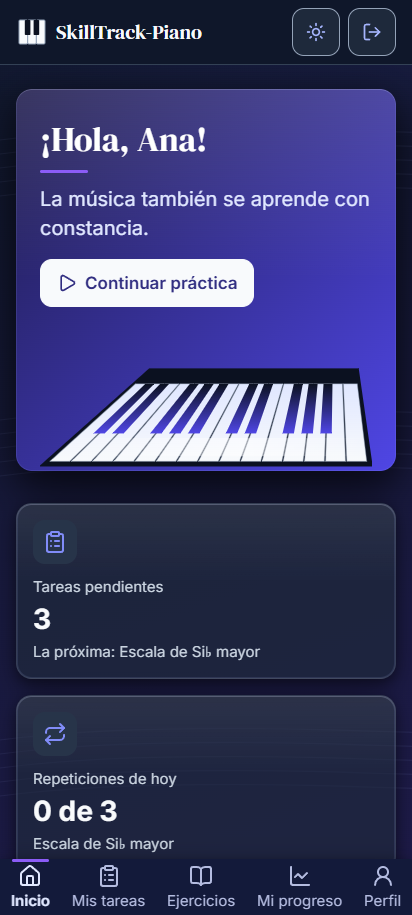 SkillTrack-Piano
¡Hola, Ana!
La música también se aprende con
constancia.
Continuar práctica
Tareas pendientes
3
La próxima: Escala de Si♭ mayor
Repeticiones de hoy
0 de 3
Escala de Si♭ mayor
Inicio
Mis tareas
Ejercicios
Mi progreso
Perfil